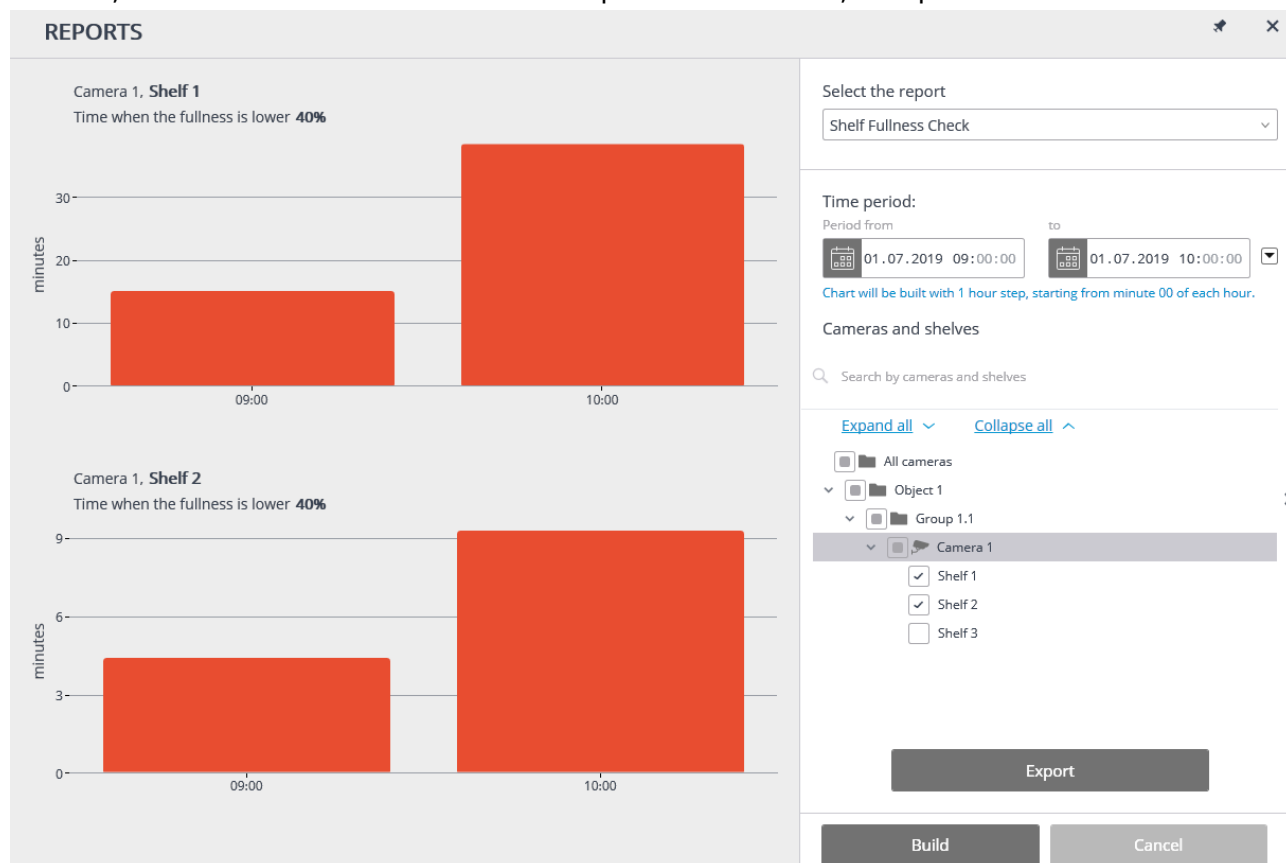 REPORTS
Camera 1, Shelf 1
Time when the fullness is lower 40%
30
20
10
0
minutes
09:00
10:00
Camera 1, Shelf 2
Time when the fullness is lower 40%
9
6
3
0
minutes
09:00
10:00
Select the report
Shelf Fullness Check
Time period:
Period from to
01.07.2019 09:00:00 01.07.2019 10:00:00
Chart will be built with 1 hour step, starting from minute 00 of each hour.
Cameras and shelves
Search by cameras and shelves
Expand all Collapse all
All cameras
Object 1
Group 1.1
Camera 1
Shelf 1
Shelf 2
Shelf 3
Export
Build Cancel